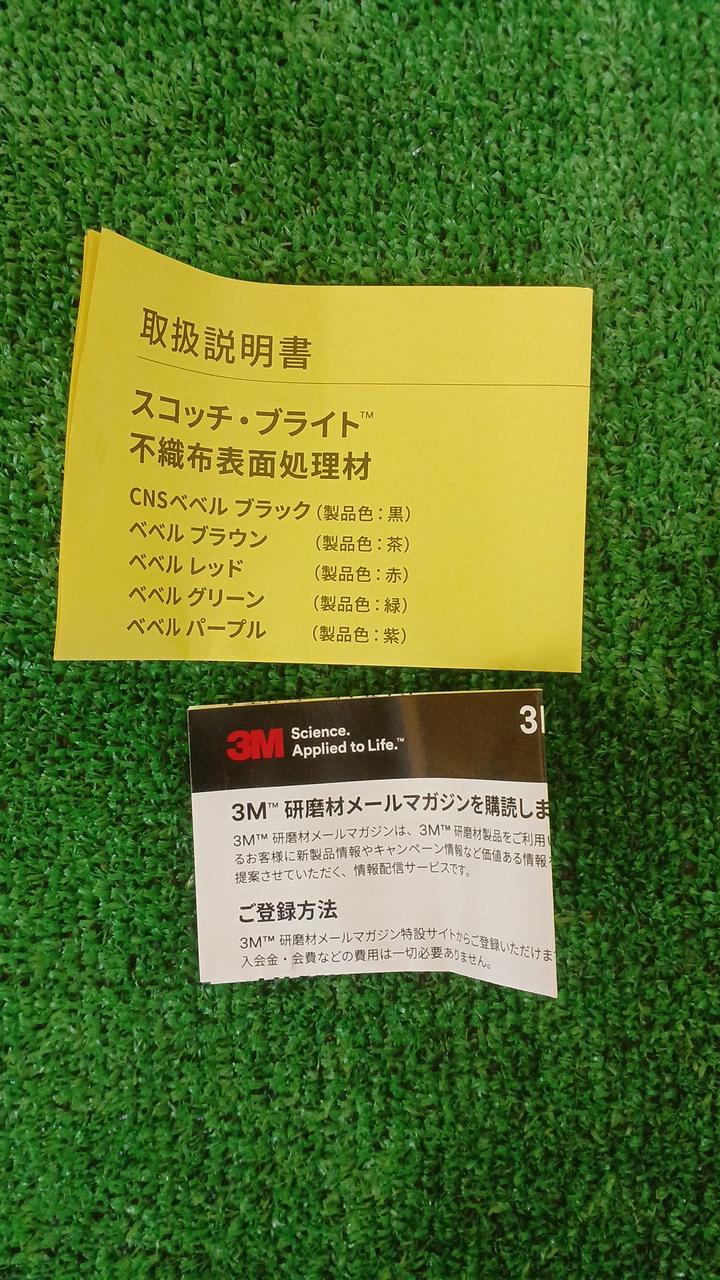 取扱説明書
スコッチ・ブライト™
不織布表面処理材
CNSベベル ブラック (製品色：黒)
ベベル ブラウン (製品色：茶)
ベベル レッド (製品色：赤)
ベベル グリーン (製品色：緑)
ベベル パープル (製品色：紫)
3M Science.
Applied to Life.™
3
3M™ 研磨材メールマガジンを購読しま
3M™ 研磨材メールマガジンは、3M™ 研磨材製品をご利用
るお客様に新製品情報やキャンペーン情報など価値ある情報
提案させていただく、情報配信サービスです。
ご登録方法
3M™ 研磨材メールマガジン特設サイトからご登録いただけま
入会金・会費などの費用は一切必要ありません。